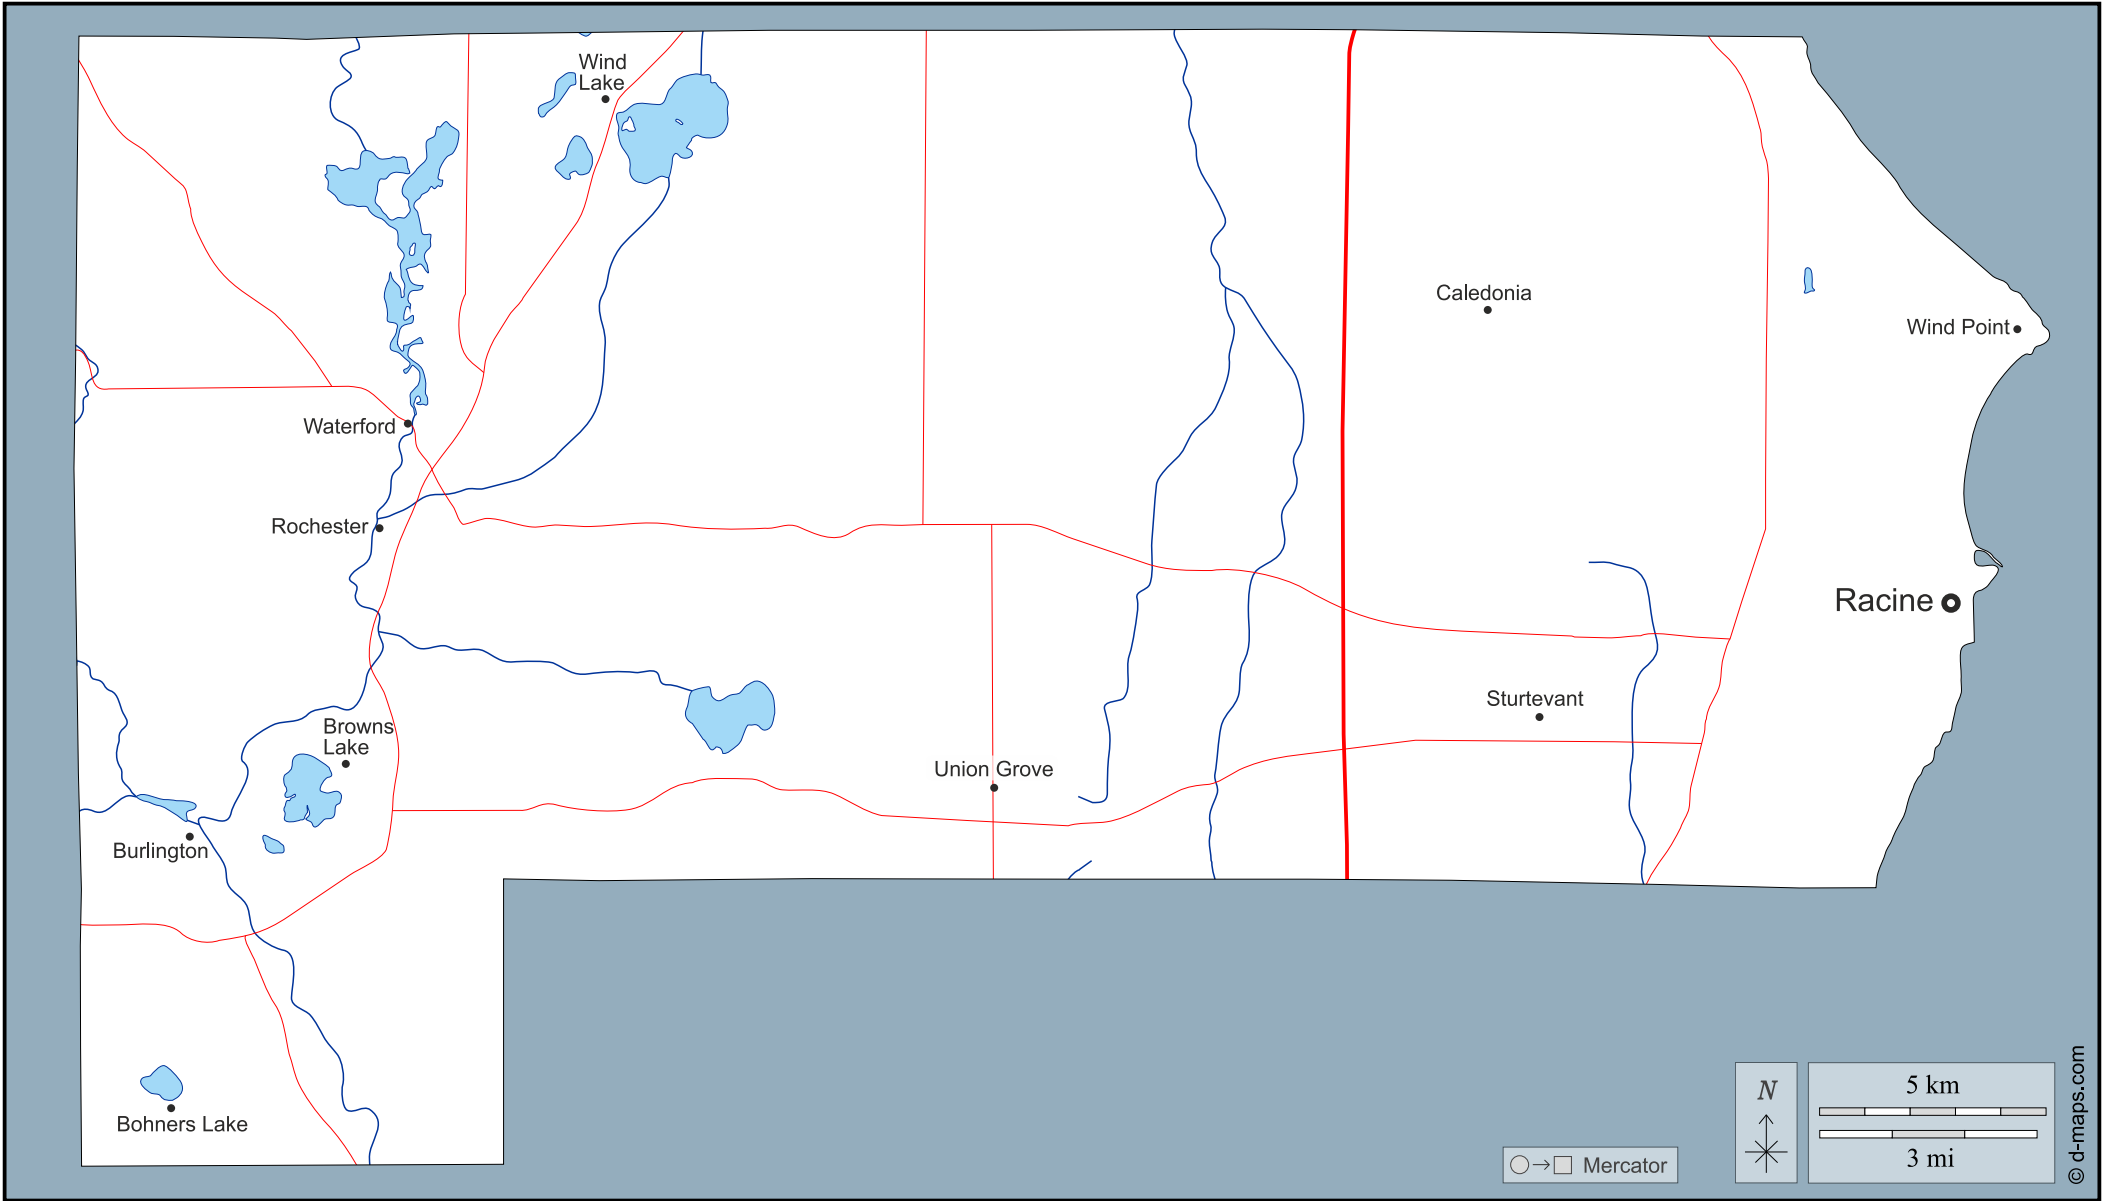 Wind
Lake
Caledonia
Wind Point
Waterford
Rochester
Racine
Sturtevant
Browns
Lake
Union Grove
Burlington
Bohners Lake
N
5 km
3 mi
Mercator
© d-maps.com